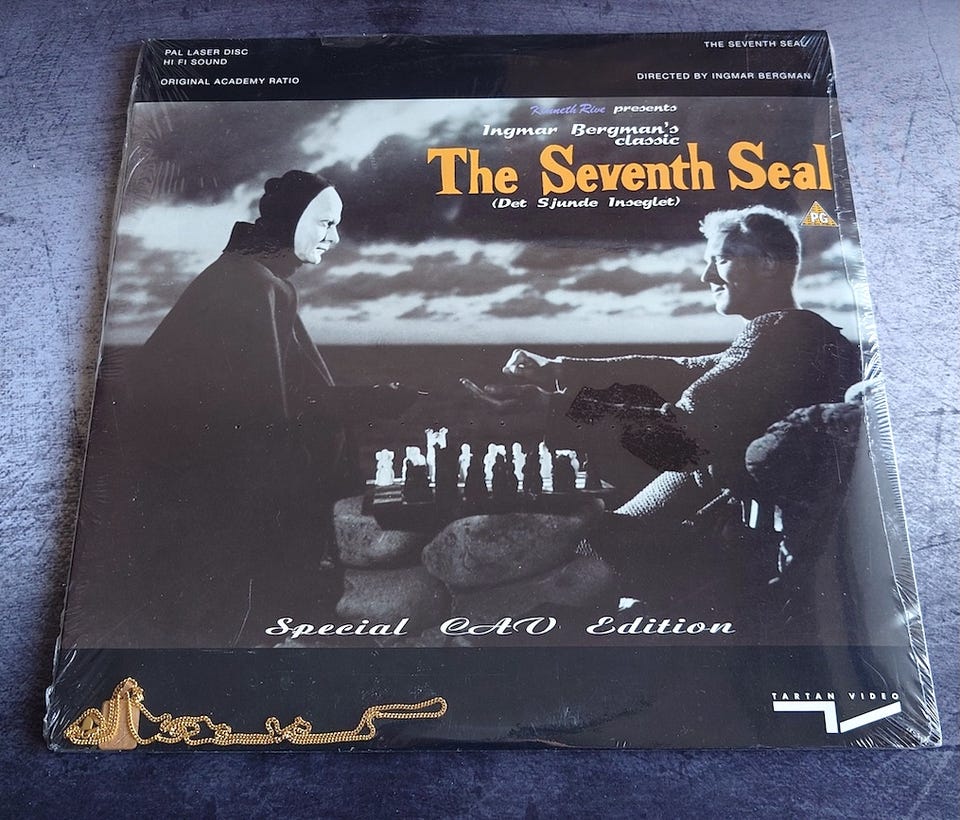 PAL LASER DISC
HI FI SOUND
ORIGINAL ACADEMY RATIO
THE SEVENTH SEAL
DIRECTED BY INGMAR BERGMAN
Kenneth Rive presents
Ingmar Bergman's
classic
The Seventh Seal
(Det Sjunde Inseglet)
PG
Special CAV Edition
TARTAN VIDEO